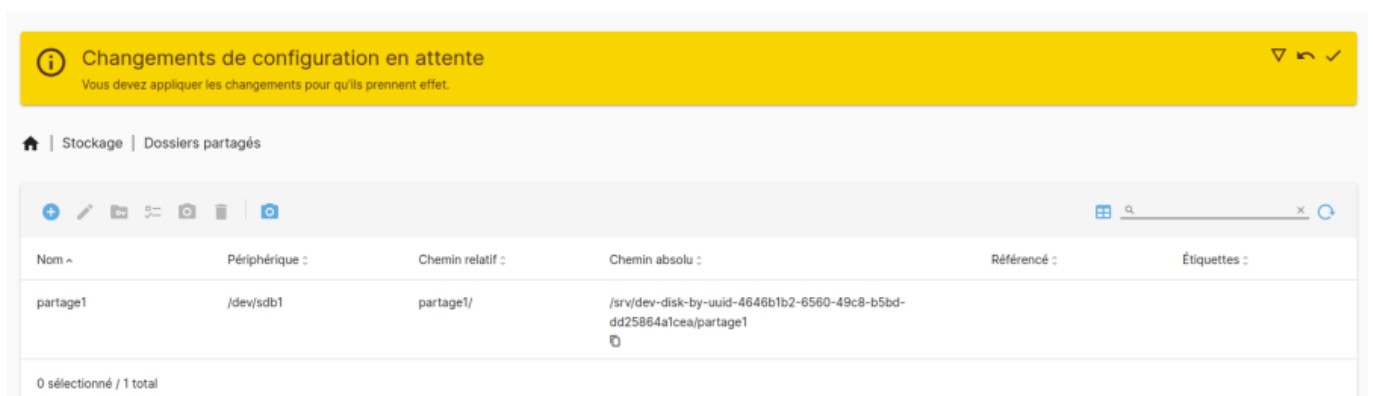 Changements de configuration en attente
Vous devez appliquer les changements pour qu'ils prennent effet.
| Stockage | Dossiers partagés
Nom Périphérique Chemin relatif Chemin absolu Référencé Étiquettes
partage1 /dev/sdb1 partage1/ /srv/dev-disk-by-uuid-4646b1b2-6560-49c8-b5bd-
dd25864a1cea/partage1
0 sélectionné / 1 total